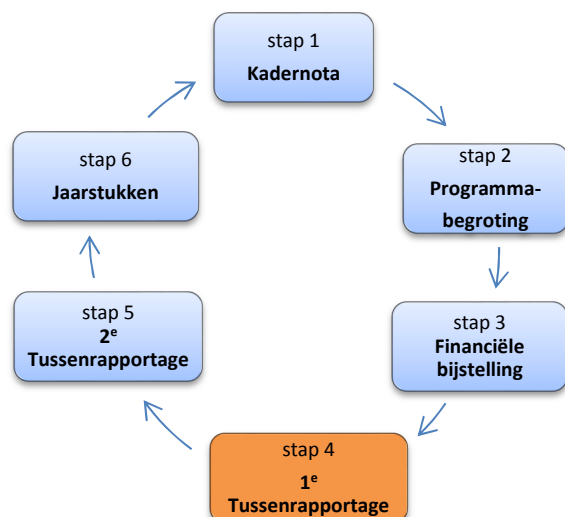 stap 1
Kadernota
stap 2
Programma-
begroting
stap 3
Financiële
bijstelling
stap 4
1e
Tussenrapportage
stap 5
2e
Tussenrapportage
stap 6
Jaarstukken